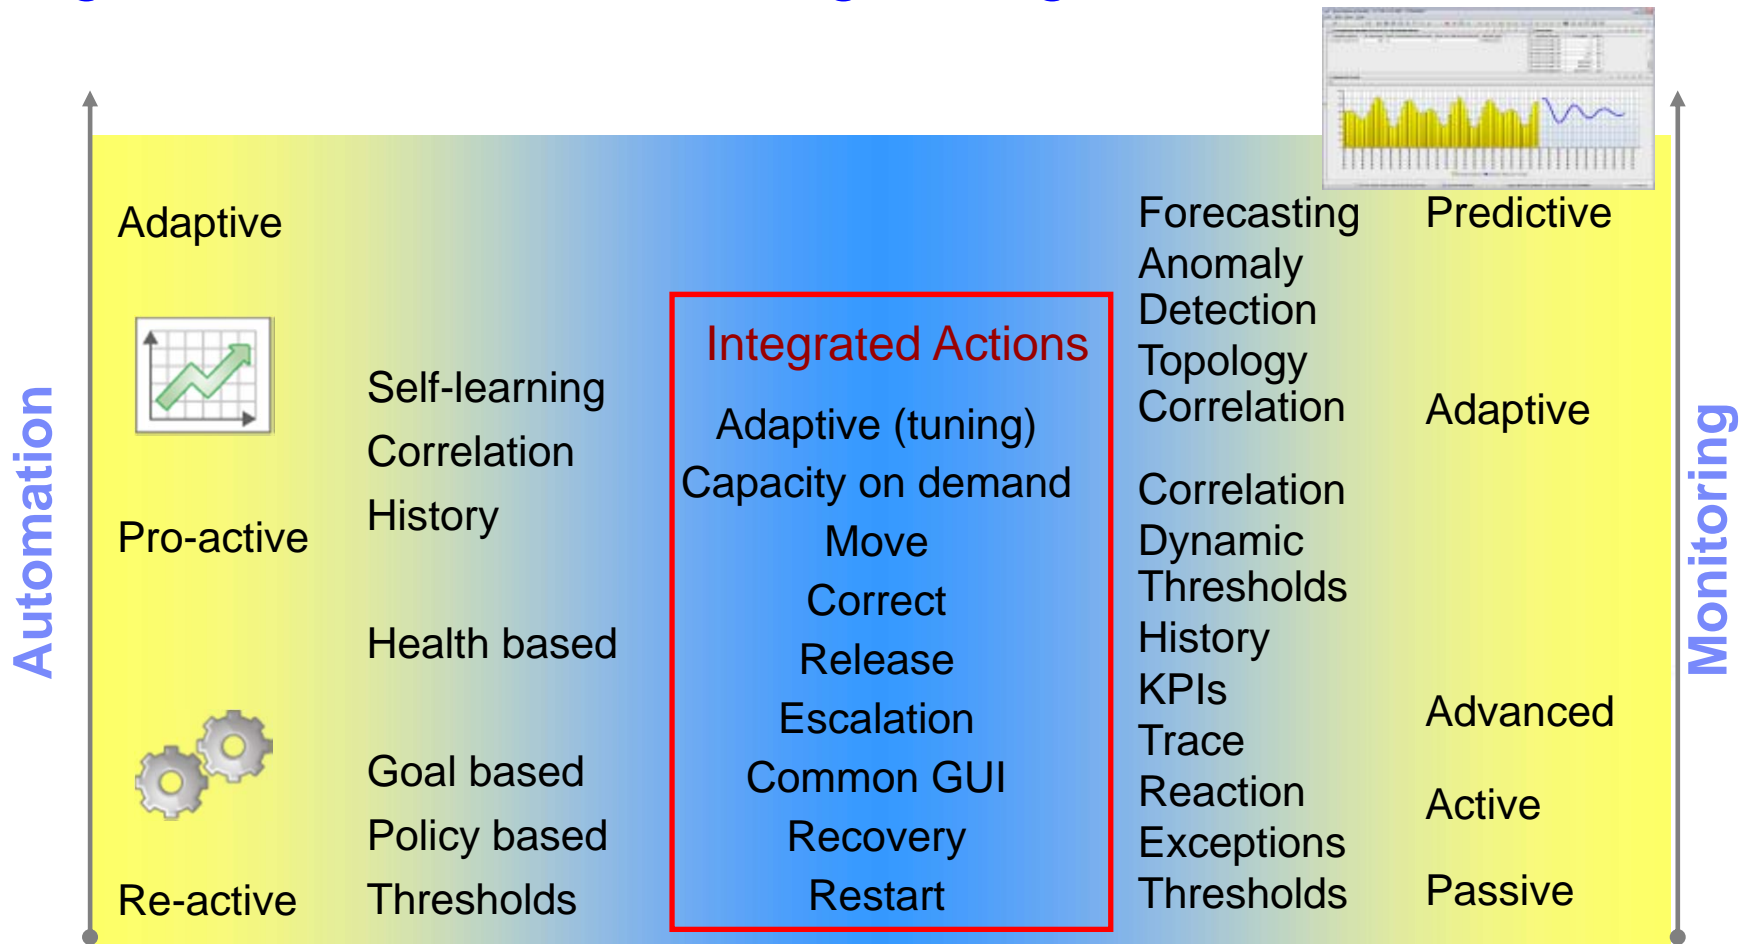 Automation
Adaptive
Pro-active
Re-active
Self-learning
Correlation
History
Health based
Goal based
Policy based
Thresholds
Integrated Actions
Adaptive (tuning)
Capacity on demand
Move
Correct
Release
Escalation
Common GUI
Recovery
Restart
Forecasting
Anomaly
Detection
Topology
Correlation
Correlation
Dynamic
Thresholds
History
KPIs
Trace
Reaction
Exceptions
Thresholds
Predictive
Adaptive
Advanced
Active
Passive
Monitoring